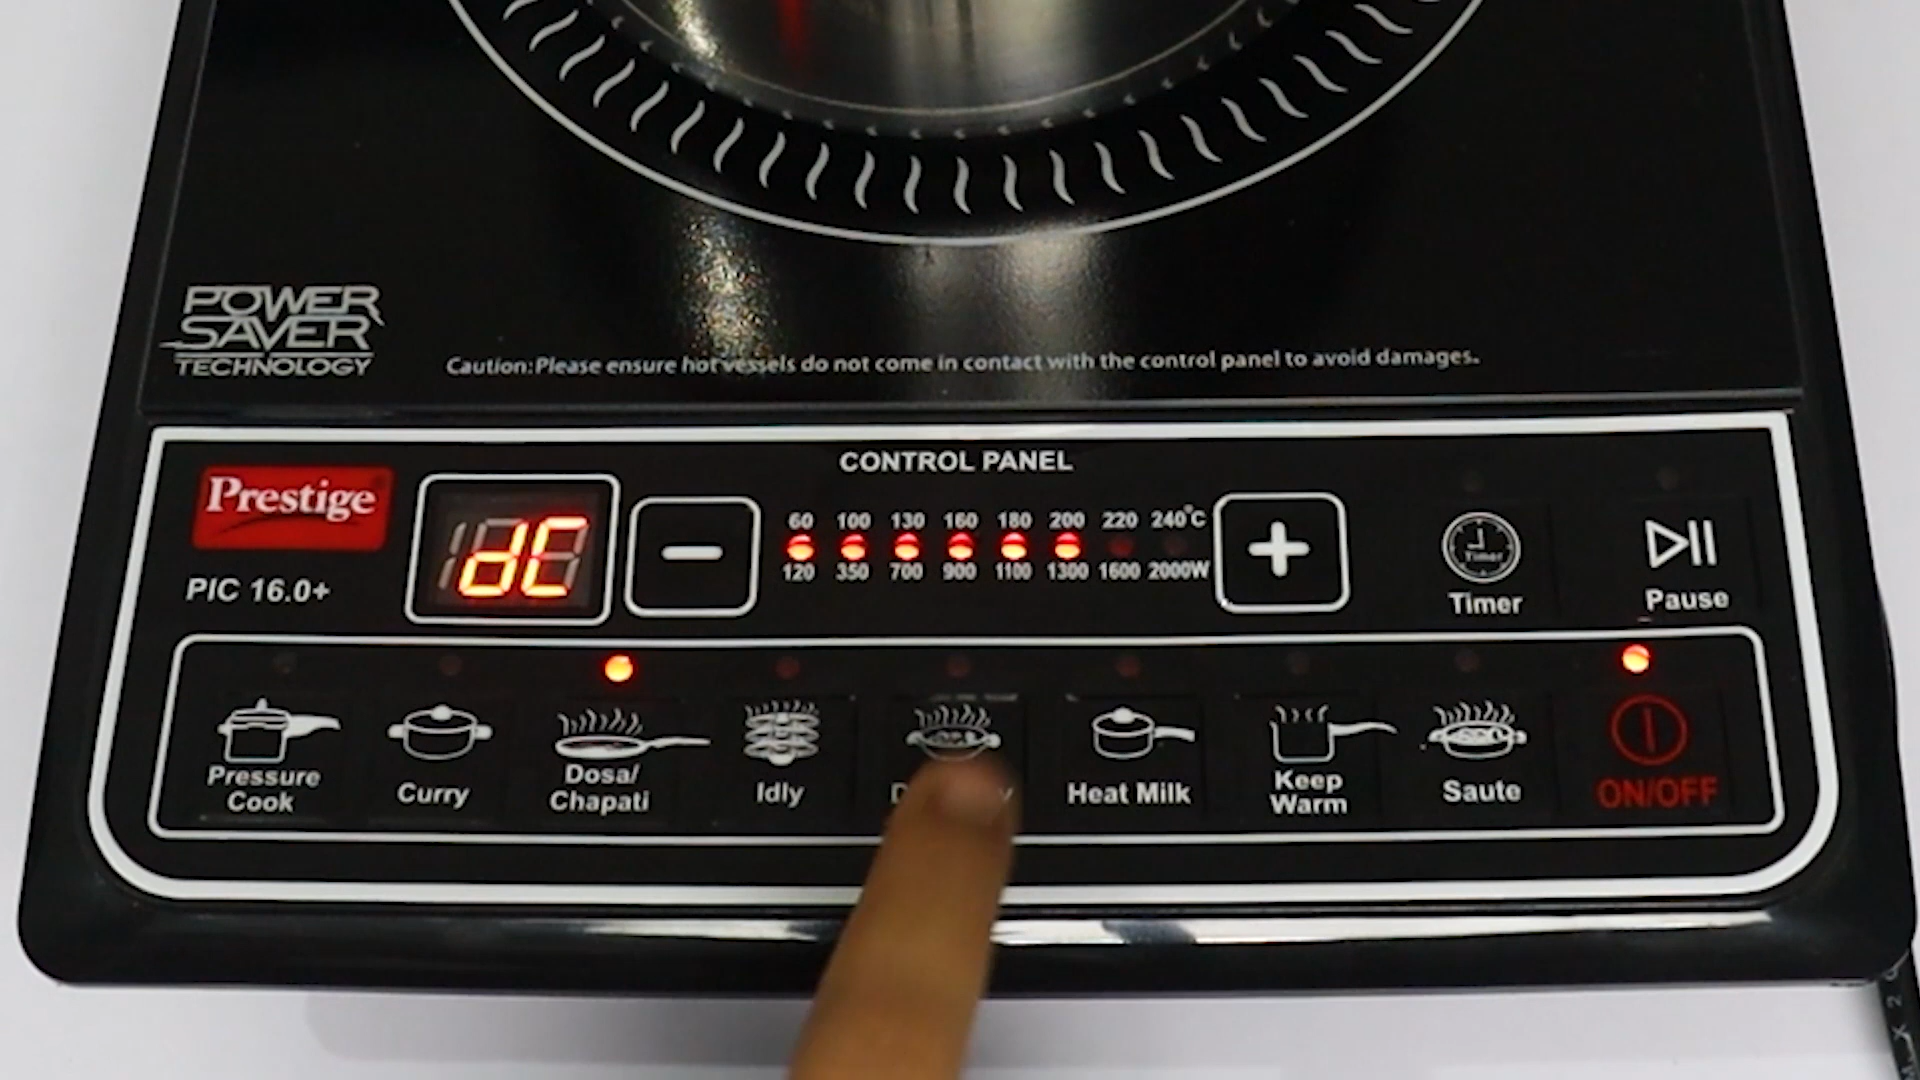 POWER
SAVER
TECHNOLOGY
Caution:Please ensure hot vessels do not come in contact with the control panel to avoid damages.
CONTROL PANEL
Prestige
PIC 16.0+
dC
−
60 100 130 160 180 200 220 240°C
120 350 700 900 1100 1300 1600 2000W
+
Timer
Timer
Pause
Pressure
Cook
Curry
Dosa/
Chapati
Idly
Heat Milk
Keep
Warm
Saute
ON/OFF